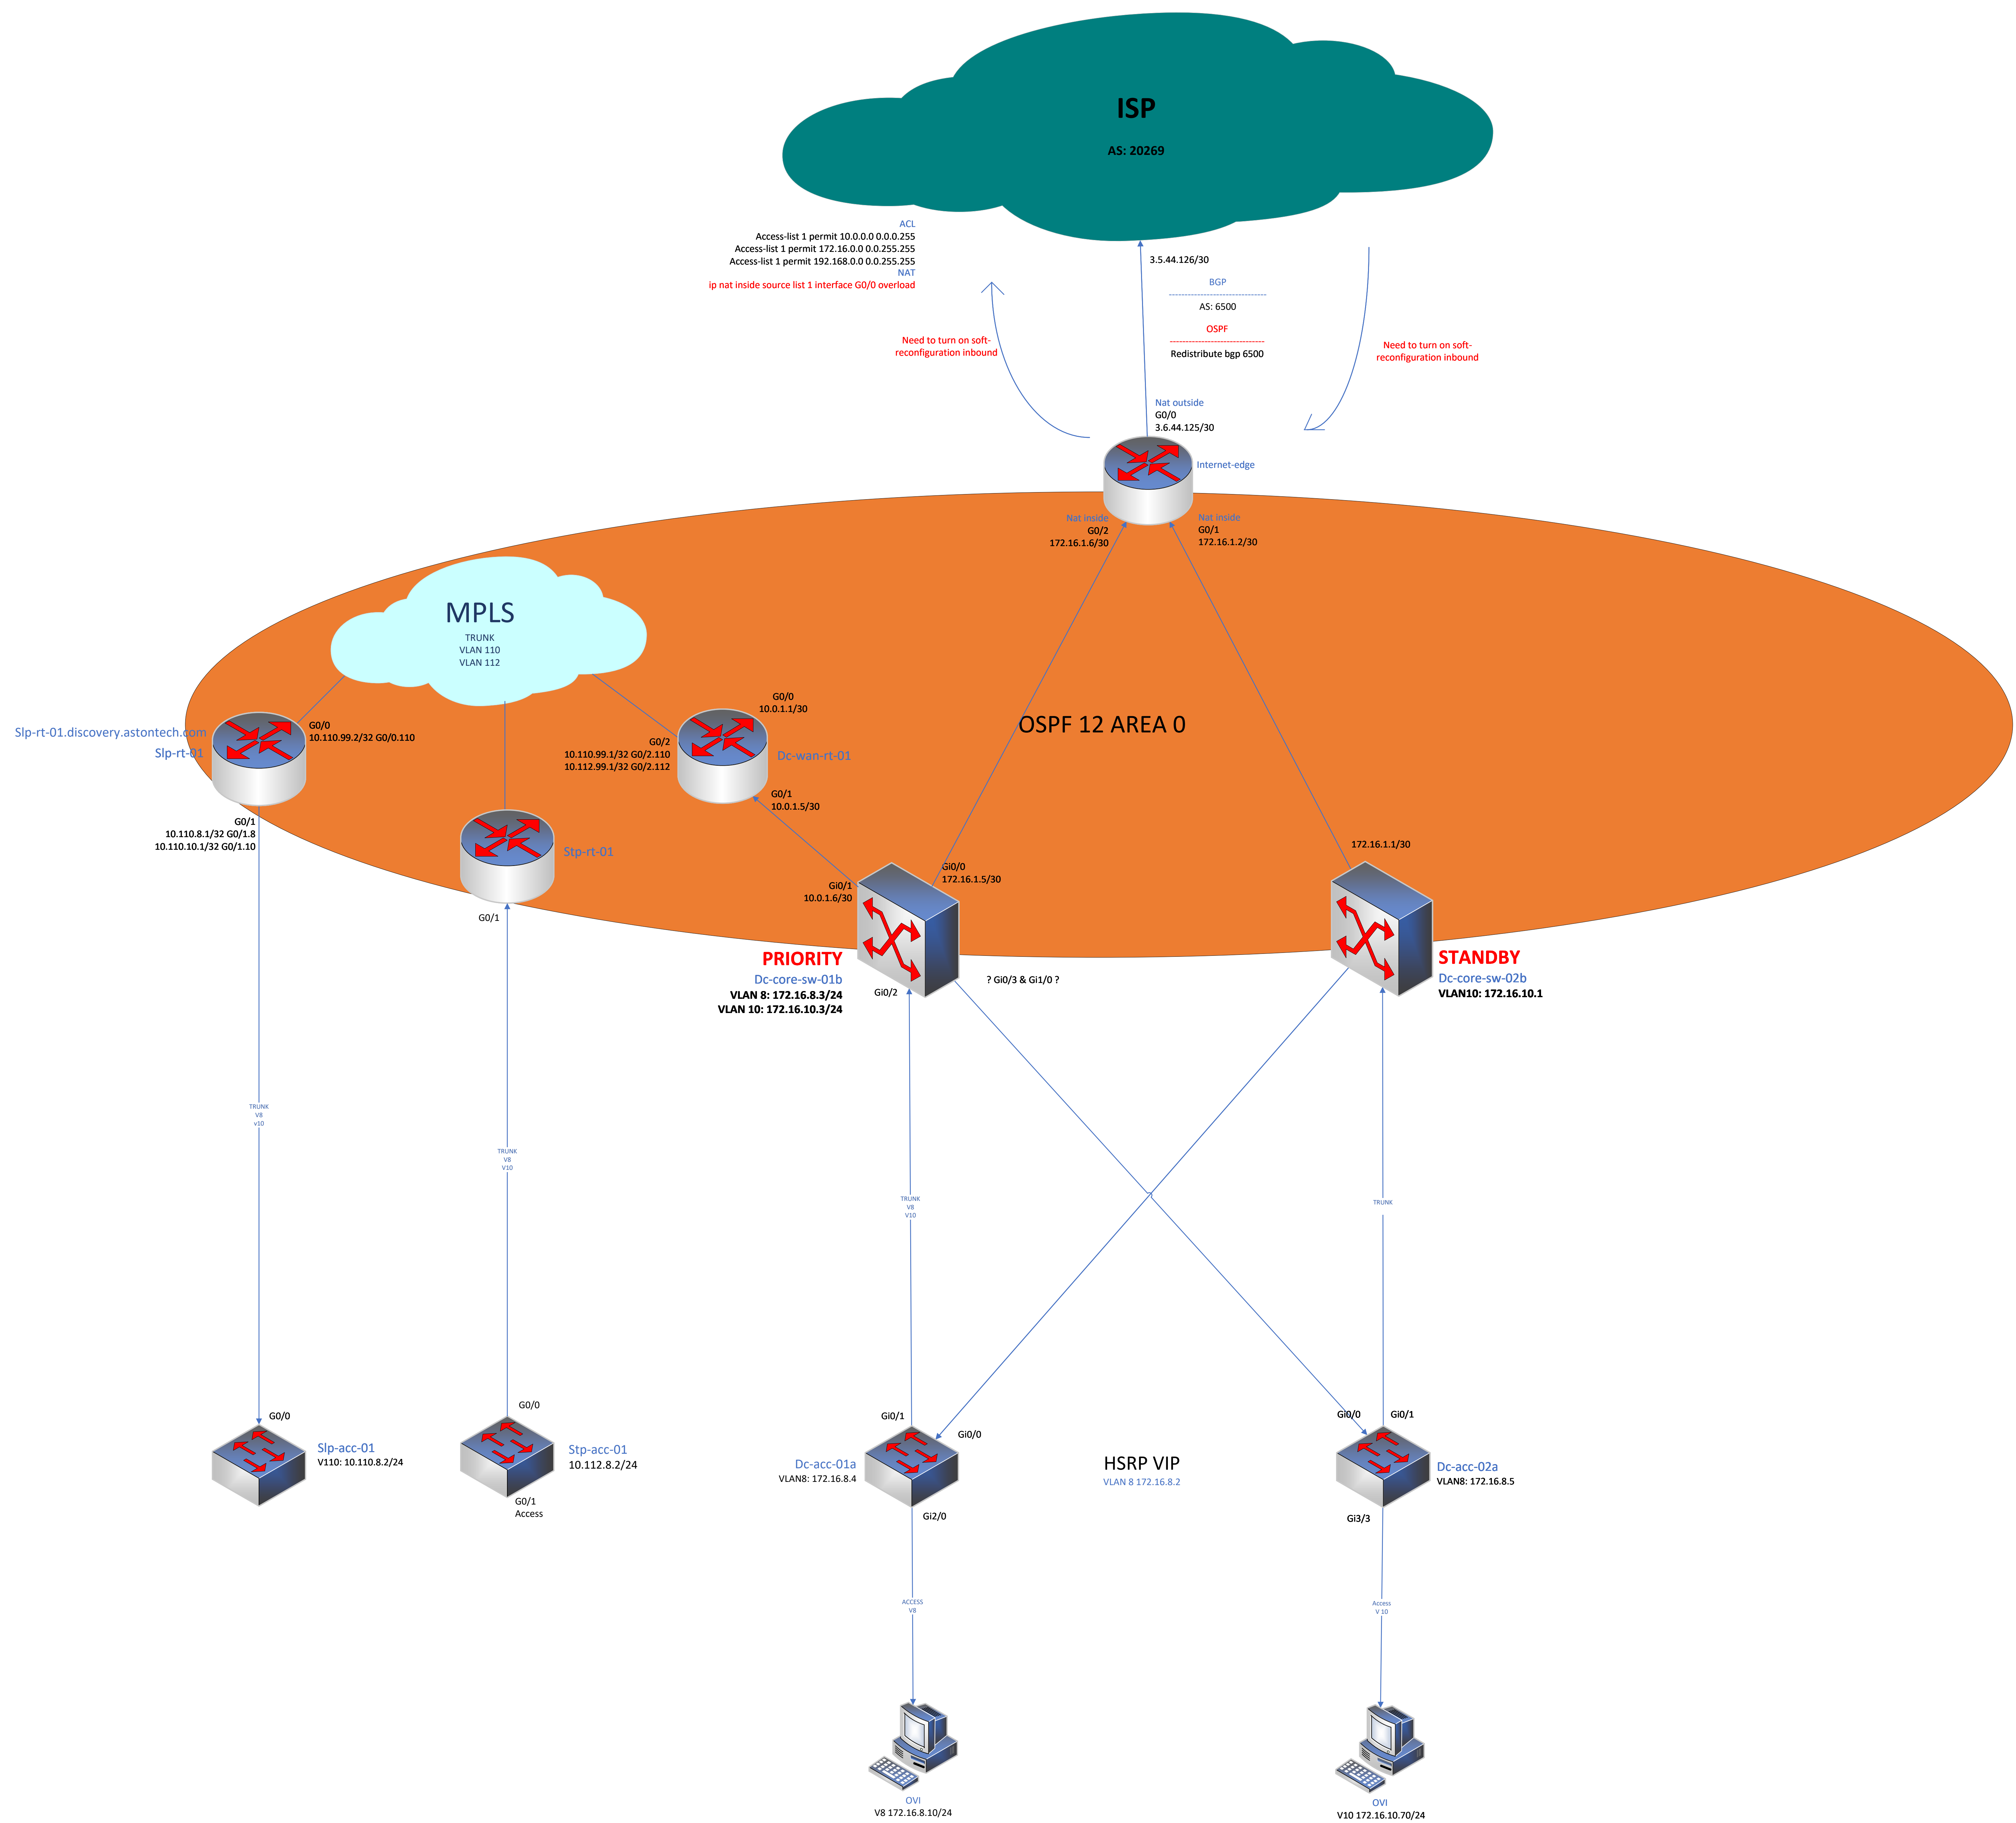 ISP
AS: 20269
ACL
Access-list 1 permit 10.0.0.0 0.0.0.255
Access-list 1 permit 172.16.0.0 0.0.255.255
Access-list 1 permit 192.168.0.0 0.0.255.255
NAT
ip nat inside source list 1 interface G0/0 overload
3.5.44.126/30
BGP
--------------------------------
AS: 6500
OSPF
-------------------------------
Redistribute bgp 6500
Need to turn on soft-
reconfiguration inbound
Need to turn on soft-
reconfiguration inbound
Nat outside
G0/0
3.6.44.125/30
Internet-edge
Nat inside
G0/2
172.16.1.6/30
Nat inside
G0/1
172.16.1.2/30
MPLS
TRUNK
VLAN 110
VLAN 112
Slp-rt-01.discovery.astontech.com
Slp-rt-01
G0/0
10.110.99.2/32 G0/0.110
G0/1
10.110.8.1/32 G0/1.8
10.110.10.1/32 G0/1.10
G0/0
10.0.1.1/30
G0/2
10.110.99.1/32 G0/2.110
10.112.99.1/32 G0/2.112
Dc-wan-rt-01
G0/1
10.0.1.5/30
OSPF 12 AREA 0
Stp-rt-01
G0/1
Gi0/1
10.0.1.6/30
Gi0/0
172.16.1.5/30
172.16.1.1/30
PRIORITY
Dc-core-sw-01b
VLAN 8: 172.16.8.3/24
VLAN 10: 172.16.10.3/24
Gi0/2
? Gi0/3 & Gi1/0 ?
STANDBY
Dc-core-sw-02b
VLAN10: 172.16.10.1
TRUNK
V8
v10
TRUNK
V8
V10
TRUNK
V8
V10
TRUNK
G0/0
Slp-acc-01
V110: 10.110.8.2/24
G0/0
Stp-acc-01
10.112.8.2/24
G0/1
Access
Gi0/1
Gi0/0
Dc-acc-01a
VLAN8: 172.16.8.4
Gi2/0
HSRP VIP
VLAN 8 172.16.8.2
Gi0/0
Gi0/1
Dc-acc-02a
VLAN8: 172.16.8.5
Gi3/3
ACCESS
V8
Access
V 10
OVI
V8 172.16.8.10/24
OVI
V10 172.16.10.70/24